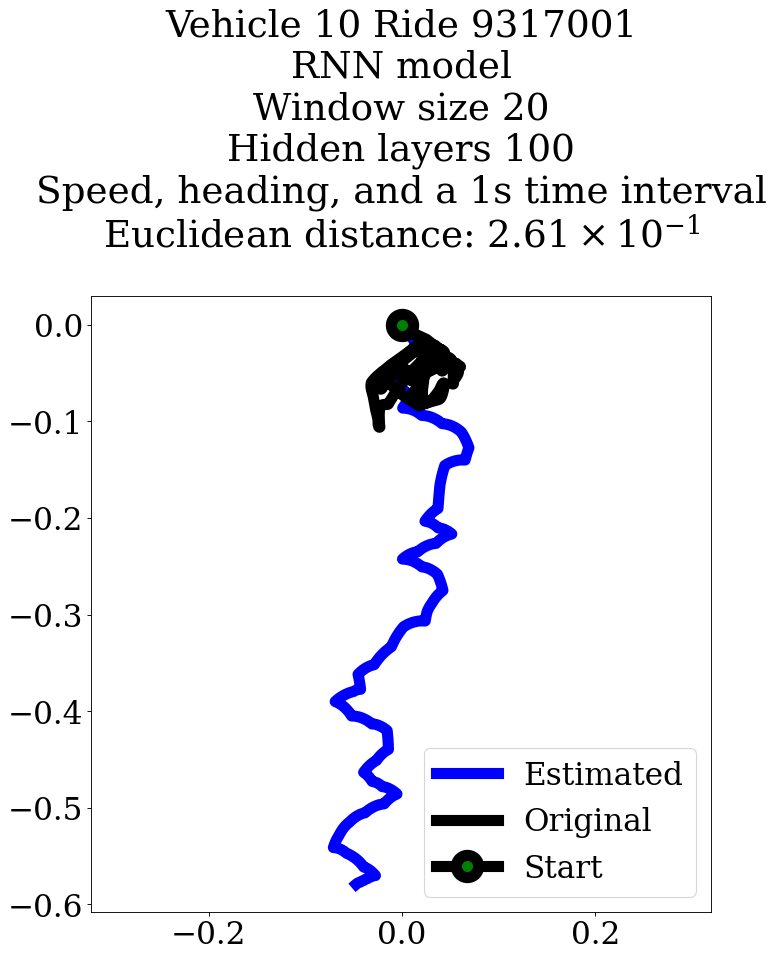 Vehicle 10 Ride 9317001
RNN model
Window size 20
Hidden layers 100
Speed, heading, and a 1s time interval
Euclidean distance: 2.61 × 10⁻¹
0.0
−0.1
−0.2
−0.3
−0.4
−0.5
−0.6
Estimated
Original
Start
−0.2 0.0 0.2